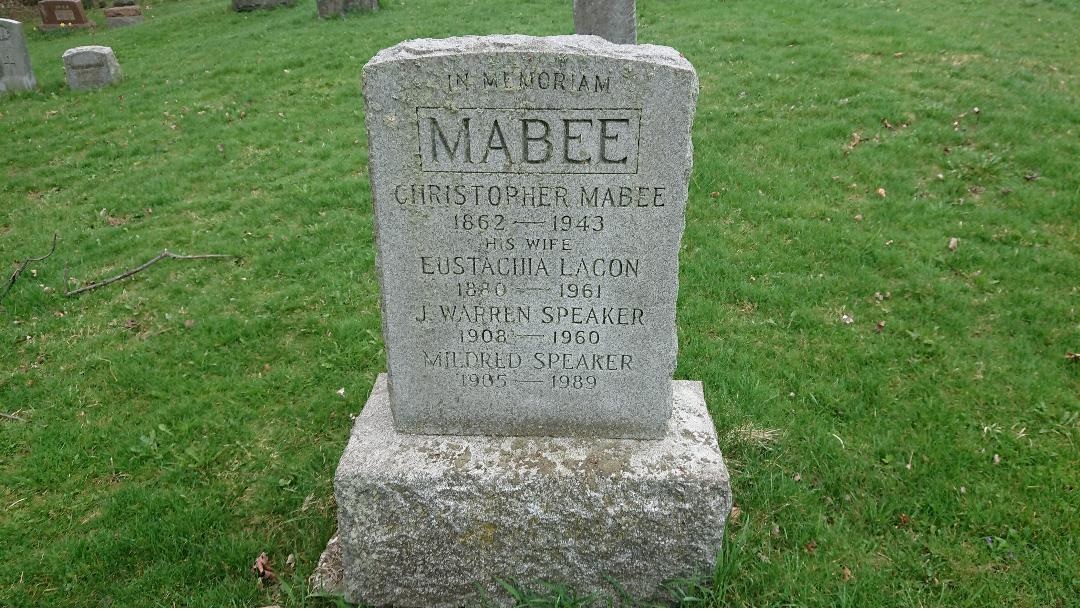 IN MEMORIAM
MABEE
CHRISTOPHER MABEE
1862 — 1943
HIS WIFE
EUSTACHIA LACON
1880 — 1961
J. WARREN SPEAKER
1908 — 1960
MILDRED SPEAKER
1905 — 1989